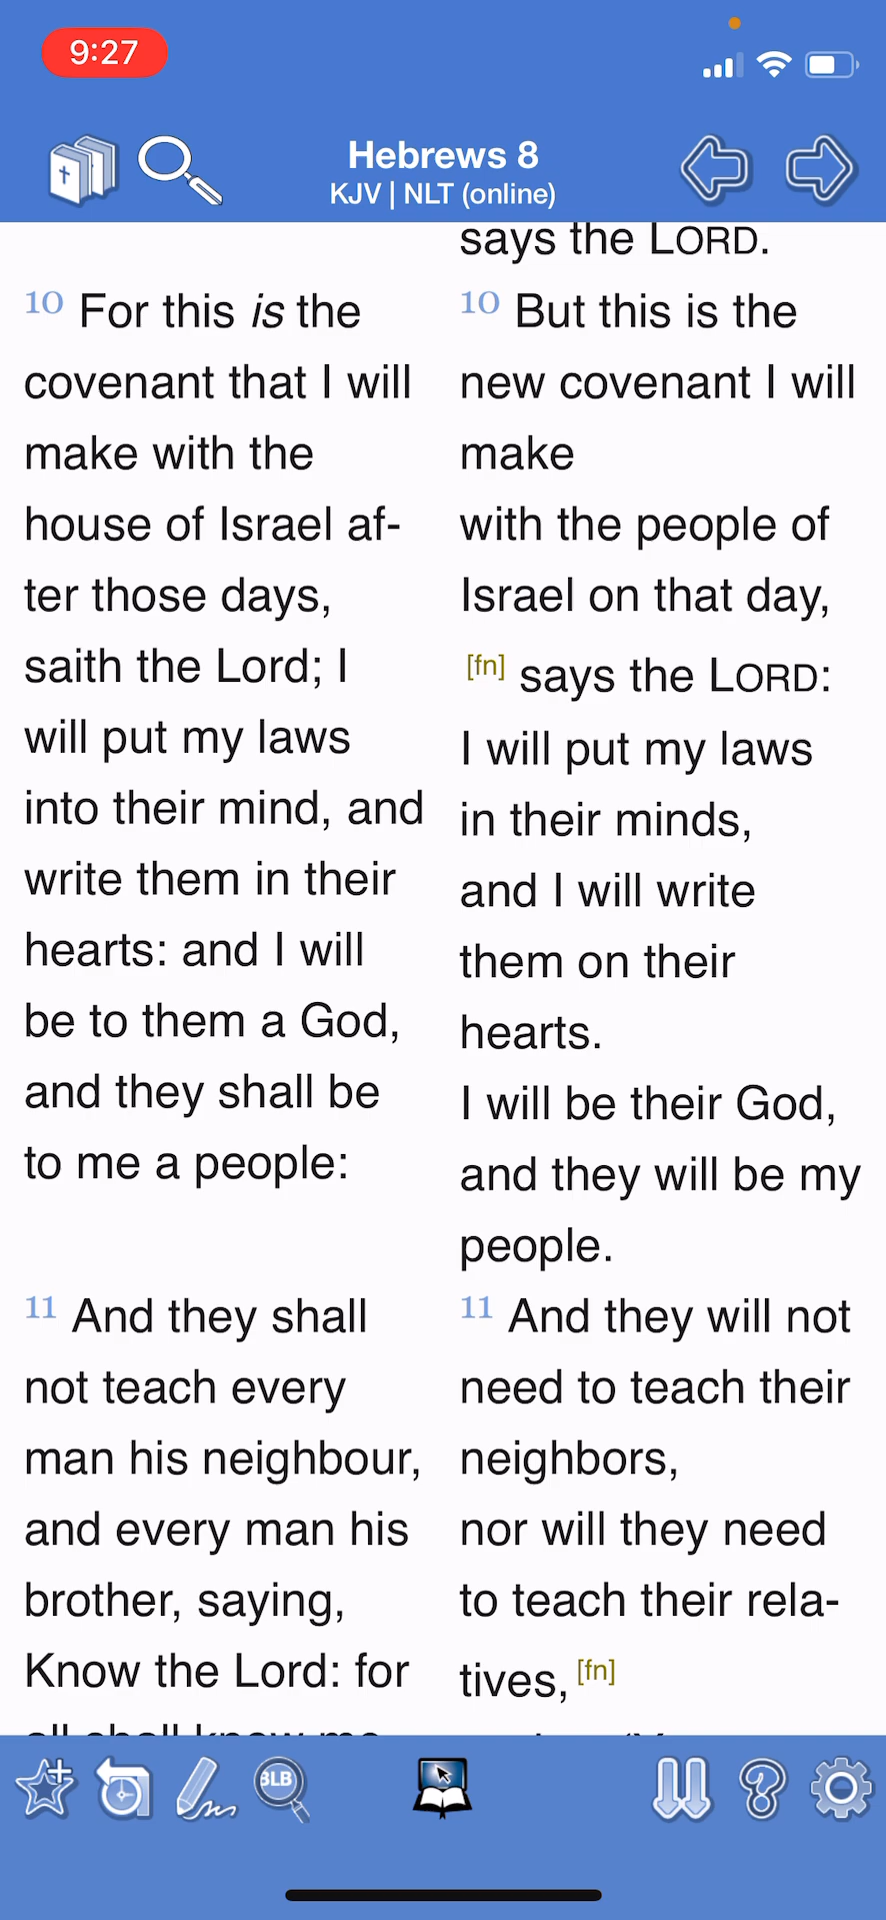 9:27
Hebrews 8
KJV | NLT (online)
says the LORD.
10 For this is the
covenant that I will
make with the
house of Israel af-
ter those days,
saith the Lord; I
will put my laws
into their mind, and
write them in their
hearts: and I will
be to them a God,
and they shall be
to me a people:
11 And they shall
not teach every
man his neighbour,
and every man his
brother, saying,
Know the Lord: for
all shall know me
10 But this is the
new covenant I will
make
with the people of
Israel on that day,
[fn] says the LORD:
I will put my laws
in their minds,
and I will write
them on their
hearts.
I will be their God,
and they will be my
people.
11 And they will not
need to teach their
neighbors,
nor will they need
to teach their rela-
tives, [fn]
BLB